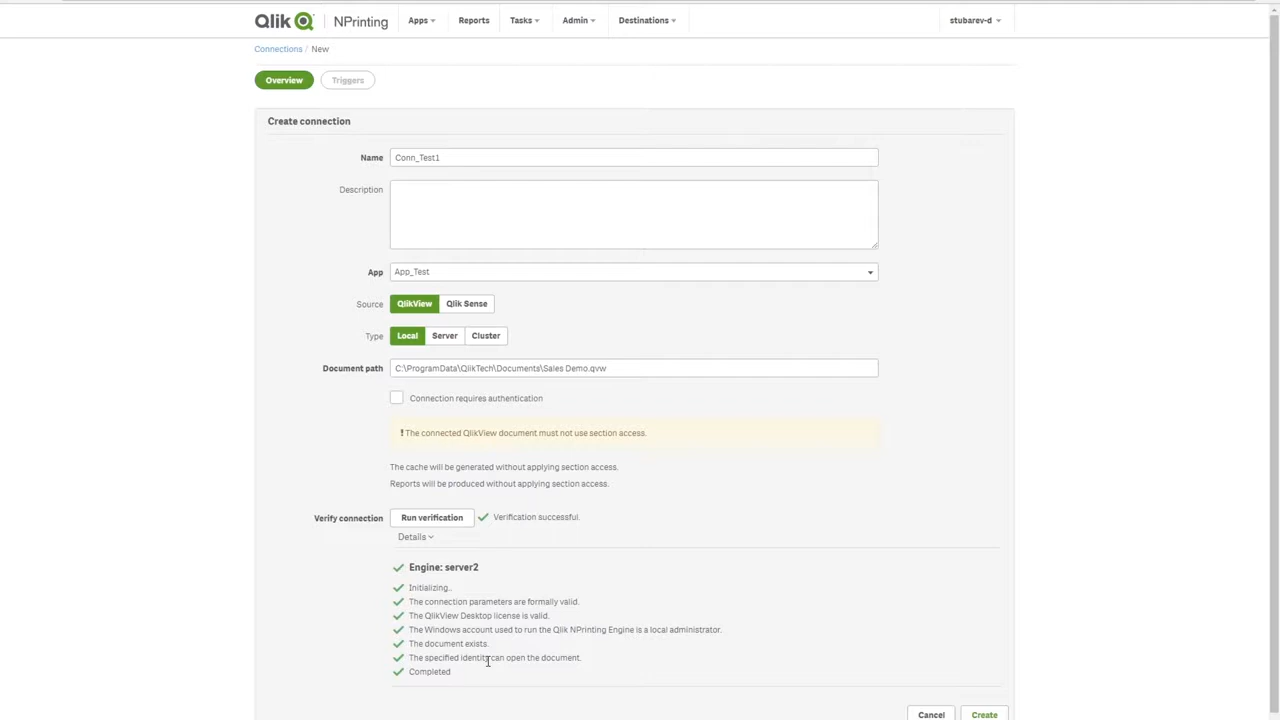 Qlik NPrinting Apps Reports Tasks Admin Destinations stubarev-d
Connections / New
Overview Triggers
Create connection
Name Conn_Test1
Description
App App_Test
Source QlikView Qlik Sense
Type Local Server Cluster
Document path C:\ProgramData\QlikTech\Documents\Sales Demo.qvw
Connection requires authentication
! The connected QlikView document must not use section access.
The cache will be generated without applying section access.
Reports will be produced without applying section access.
Verify connection Run verification Verification successful.
Details
Engine: server2
Initializing..
The connection parameters are formally valid.
The QlikView Desktop license is valid.
The Windows account used to run the Qlik NPrinting Engine is a local administrator.
The document exists.
The specified identity can open the document.
Completed
Cancel Create